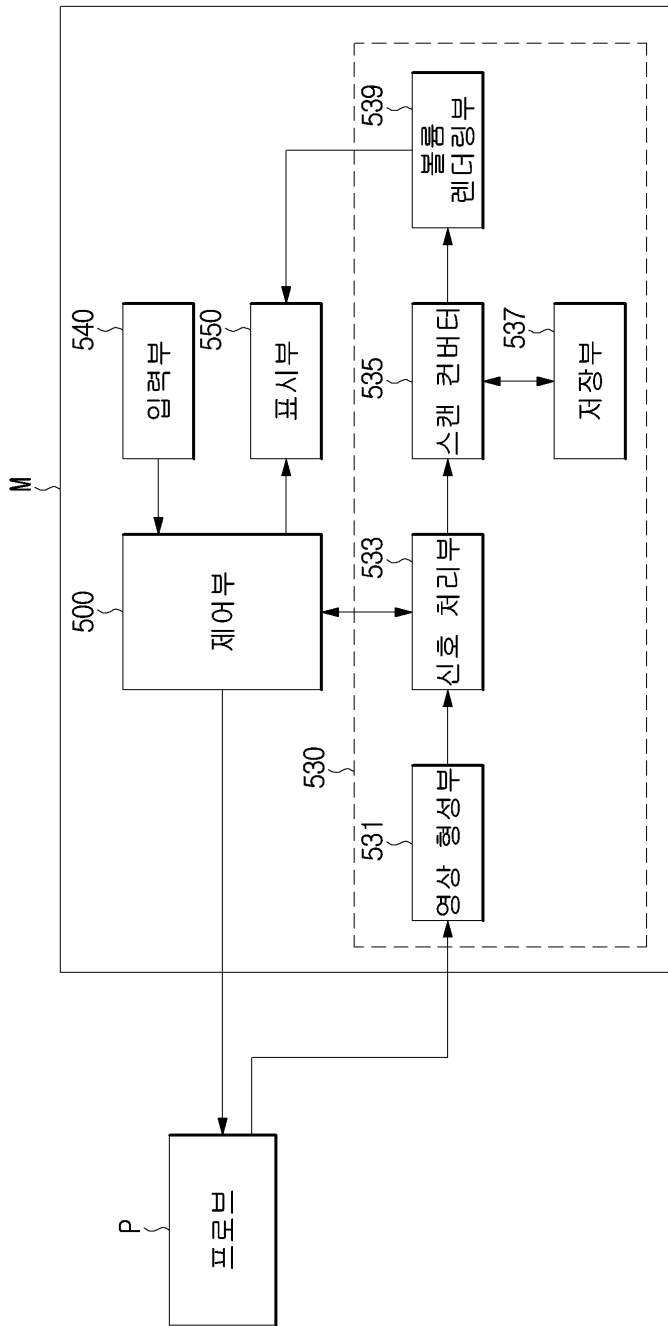 M
500
제어부
540
입력부
550
표시부
P
프로브
530
531
영상 형성부
533
신호 처리부
535
스캔 컨버터
537
저장부
539
볼륨
렌더링부